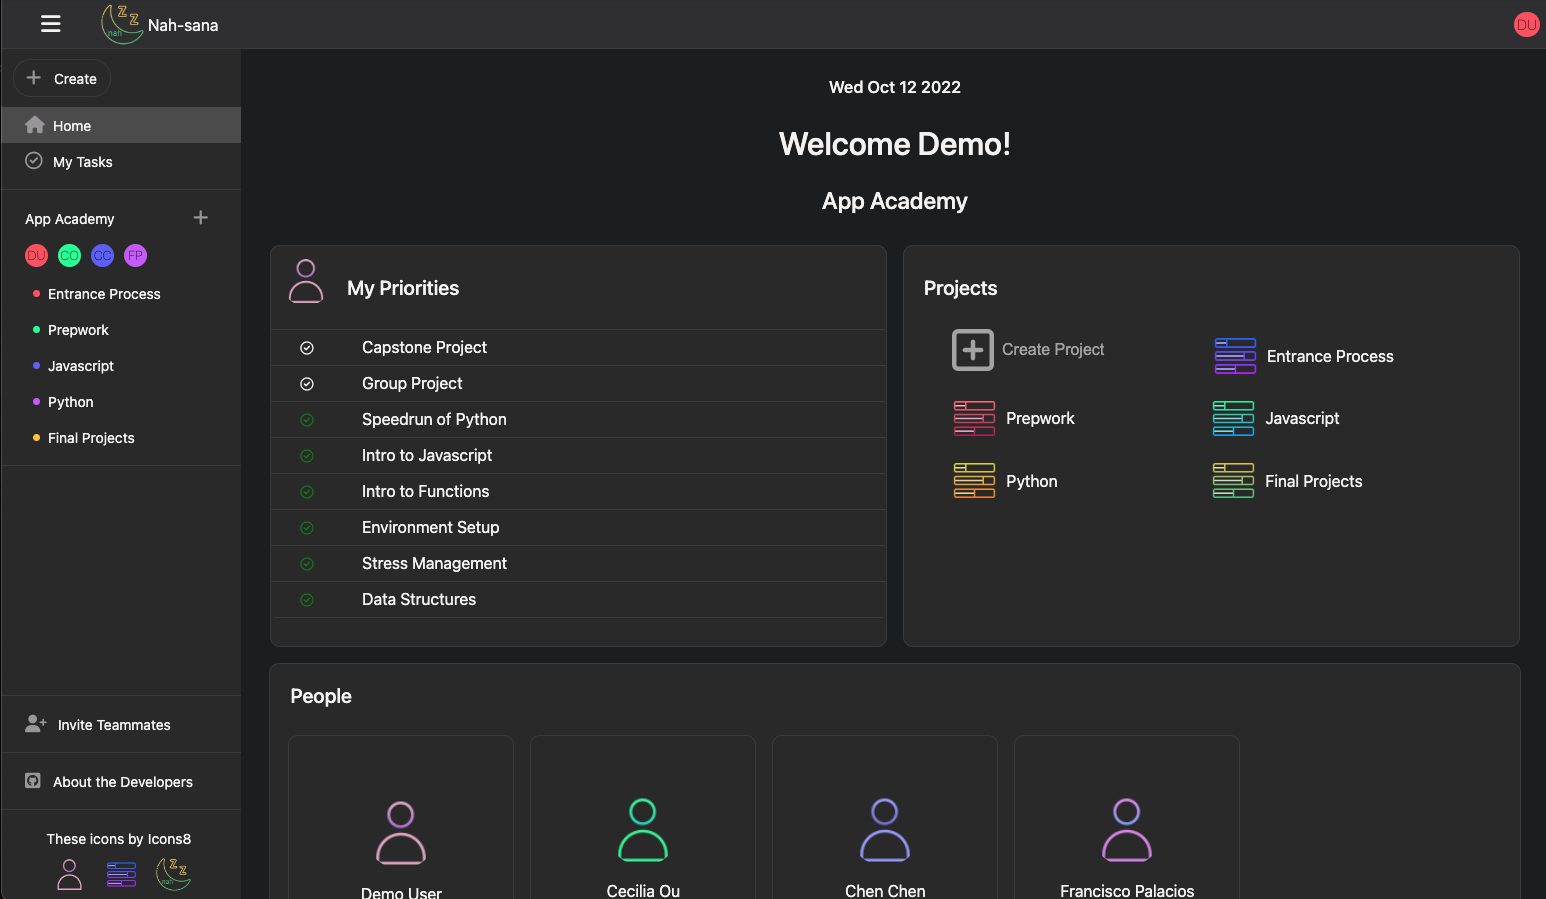 Nah-sana
DU
Create
Home
My Tasks
App Academy
DU CO CC FP
Entrance Process
Prepwork
Javascript
Python
Final Projects
Invite Teammates
About the Developers
These icons by Icons8
Wed Oct 12 2022
Welcome Demo!
App Academy
My Priorities
Capstone Project
Group Project
Speedrun of Python
Intro to Javascript
Intro to Functions
Environment Setup
Stress Management
Data Structures
Projects
Create Project
Entrance Process
Prepwork
Javascript
Python
Final Projects
People
Demo User
Cecilia Ou
Chen Chen
Francisco Palacios